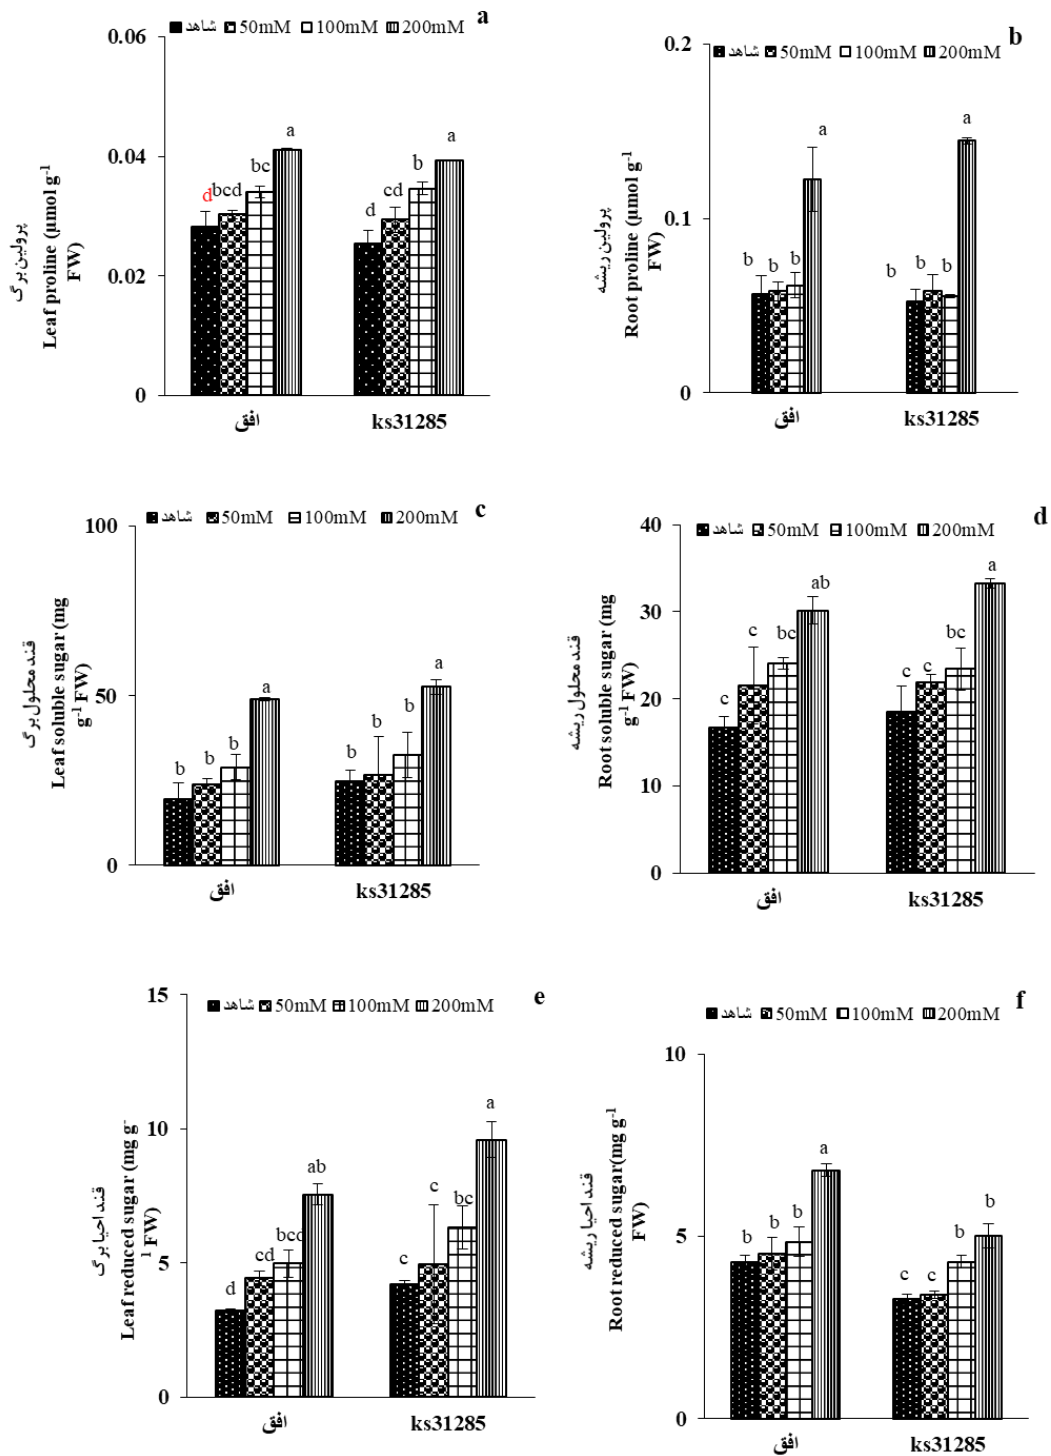 شاهد 50mM 100mM 200mM
a
0.06
0.04
0.02
0
پرولین برگ
Leaf proline (µmol g-1
FW)
d bcd bc a
d cd b a
افق ks31285
b
شاهد 50mM 100mM 200mM
0.2
0.1
0
پرولین ریشه
Root proline (µmol g-1
FW)
b b b a
b b b a
افق ks31285
شاهد 50mM 100mM 200mM
c
100
50
0
قند محلول برگ
Leaf soluble sugar (mg
g-1 FW)
b b b a
b b b a
افق ks31285
d
شاهد 50mM 100mM 200mM
40
30
20
10
0
قند محلول ریشه
Root soluble sugar (mg
g-1 FW)
c c bc ab
c c bc a
افق ks31285
e
شاهد 50mM 100mM 200mM
15
10
5
0
قند احیا برگ
Leaf reduced sugar (mg g-
1 FW)
d cd bcd ab
c c bc a
افق ks31285
f
شاهد 50mM 100mM 200mM
10
5
0
قند احیا ریشه
Root reduced sugar(mg g-1
FW)
b b b a
c c b b
افق ks31285